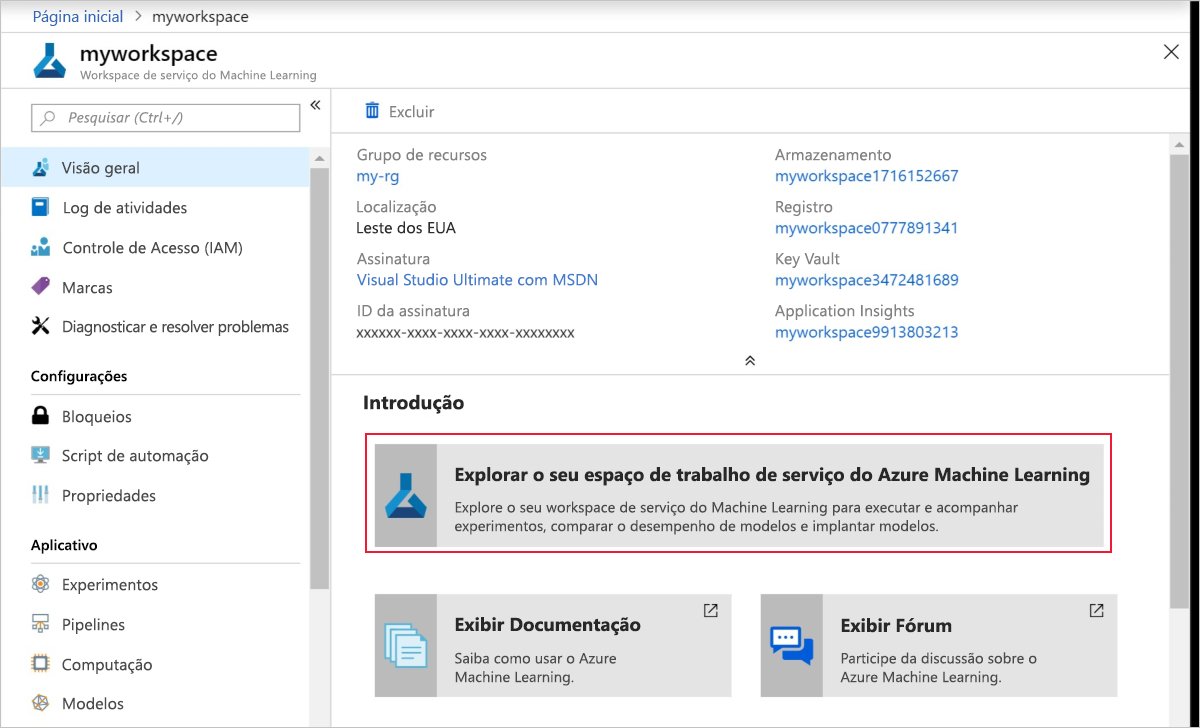 Página inicial > myworkspace
myworkspace
Workspace de serviço do Machine Learning
Pesquisar (Ctrl+/)
Visão geral
Log de atividades
Controle de Acesso (IAM)
Marcas
Diagnosticar e resolver problemas
Configurações
Bloqueios
Script de automação
Propriedades
Aplicativo
Experimentos
Pipelines
Computação
Modelos
Excluir
Grupo de recursos
my-rg
Localização
Leste dos EUA
Assinatura
Visual Studio Ultimate com MSDN
ID da assinatura
xxxxxx-xxxx-xxxx-xxxx-xxxxxxxx
Armazenamento
myworkspace1716152667
Registro
myworkspace0777891341
Key Vault
myworkspace3472481689
Application Insights
myworkspace9913803213
Introdução
Explorar o seu espaço de trabalho de serviço do Azure Machine Learning
Explore o seu workspace de serviço do Machine Learning para executar e acompanhar
experimentos, comparar o desempenho de modelos e implantar modelos.
Exibir Documentação
Saiba como usar o Azure
Machine Learning.
Exibir Fórum
Participe da discussão sobre o
Azure Machine Learning.